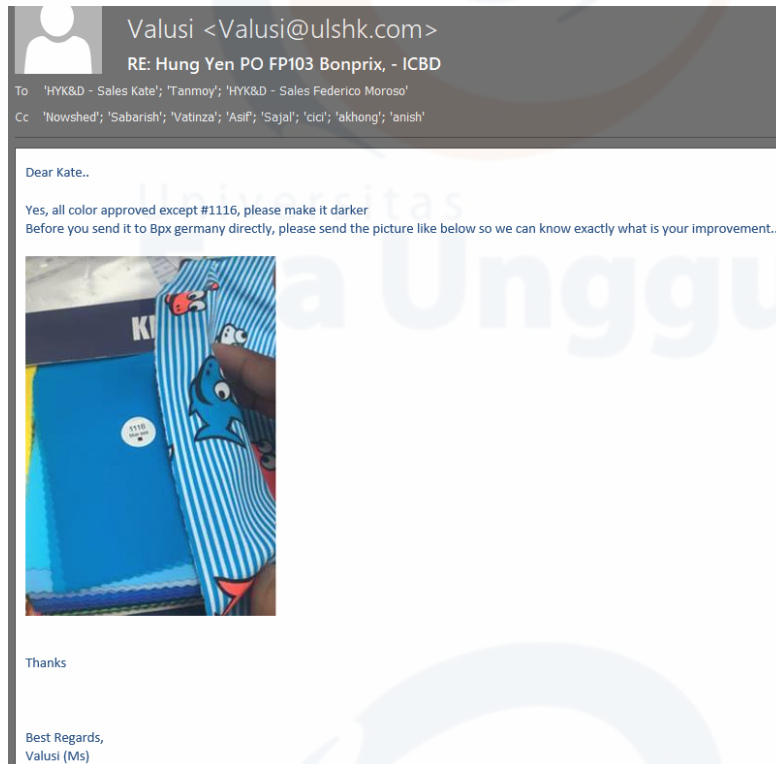 Valusi <Valusi@ulshk.com>
RE: Hung Yen PO FP103 Bonprix, - ICBD
To 'HYK&D - Sales Kate'; 'Tanmoy'; 'HYK&D - Sales Federico Moroso'
Cc 'Nowshed'; 'Sabarish'; 'Vatinza'; 'Asif'; 'Sajal'; 'cici'; 'akhong'; 'anish'
Dear Kate..
Universitas
Yes, all color approved except #1116, please make it darker
Before you send it to Bpx germany directly, please send the picture like below so we can know exactly what is your improvement..
Unggu
1116
Thanks
Best Regards,
Valusi (Ms)